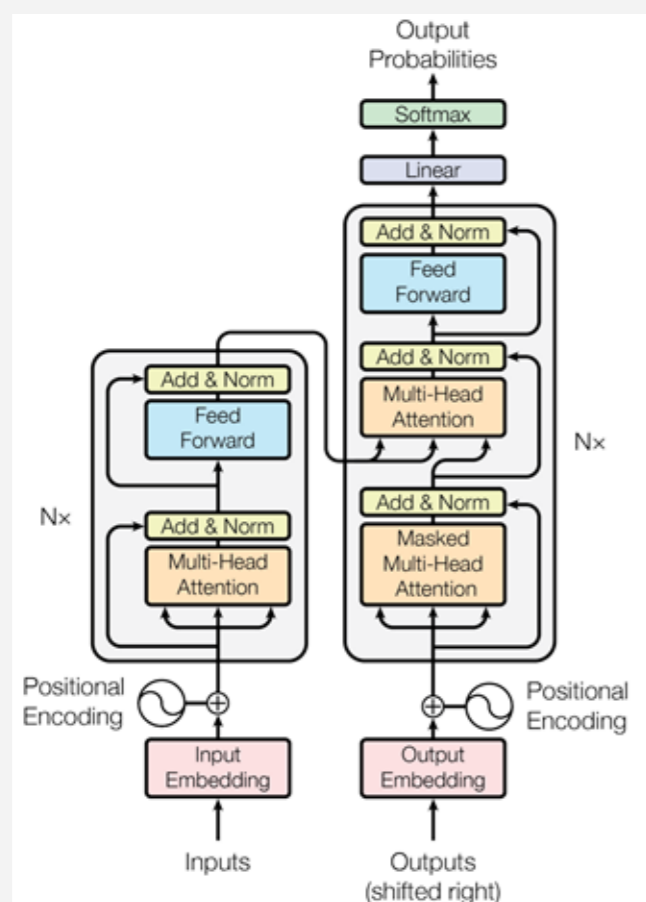 Output
Probabilities
Softmax
Linear
Add & Norm
Feed
Forward
Add & Norm
Multi-Head
Attention
Add & Norm
Masked
Multi-Head
Attention
Nx
Add & Norm
Feed
Forward
Add & Norm
Multi-Head
Attention
Nx
Positional
Encoding
Positional
Encoding
Input
Embedding
Output
Embedding
Inputs
Outputs
(shifted right)